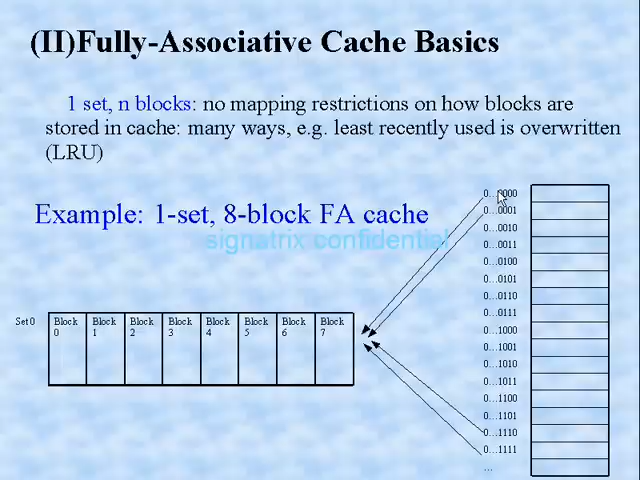 (II)Fully-Associative Cache Basics
1 set, n blocks: no mapping restrictions on how blocks are
stored in cache: many ways, e.g. least recently used is overwritten
(LRU)
Example: 1-set, 8-block FA cache
signatrix confidential
Set 0
Block 0
Block 1
Block 2
Block 3
Block 4
Block 5
Block 6
Block 7
0...0000
0...0001
0...0010
0...0011
0...0100
0...0101
0...0110
0...0111
0...1000
0...1001
0...1010
0...1011
0...1100
0...1101
0...1110
0...1111
...